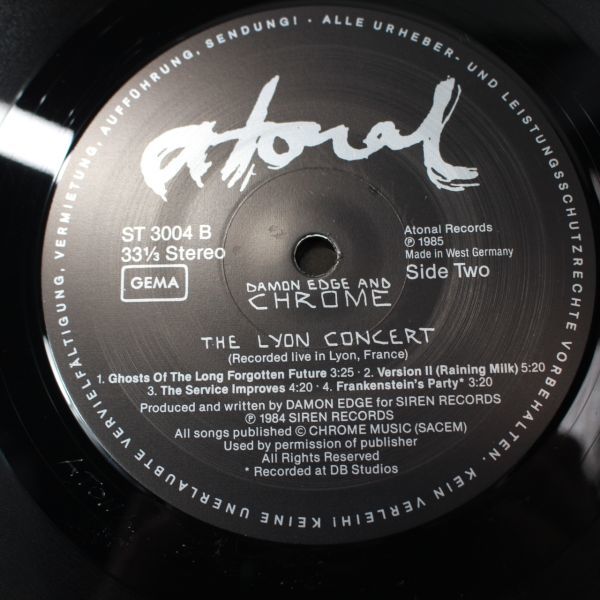 ALLE URHEBER- UND LEISTUNGSSCHUTZRECHTE VORBEHALTEN. KEIN VERLEIH! KEINE UNERLAUBTE VERVIELFÄLTIGUNG, VERMIETUNG, AUFFÜHRUNG, SENDUNG! ·
atonal
ST 3004 B
33⅓ Stereo
GEMA
Atonal Records
℗ 1985
Made in West Germany
Side Two
DAMON EDGE AND
CHROME
THE LYON CONCERT
(Recorded live in Lyon, France)
1. Ghosts Of The Long Forgotten Future 3:25 · 2. Version II (Raining Milk) 5:20
3. The Service Improves 4:20 · 4. Frankenstein's Party* 3:20
Produced and written by DAMON EDGE for SIREN RECORDS
℗ 1984 SIREN RECORDS
All songs published © CHROME MUSIC (SACEM)
Used by permission of publisher
All Rights Reserved
* Recorded at DB Studios